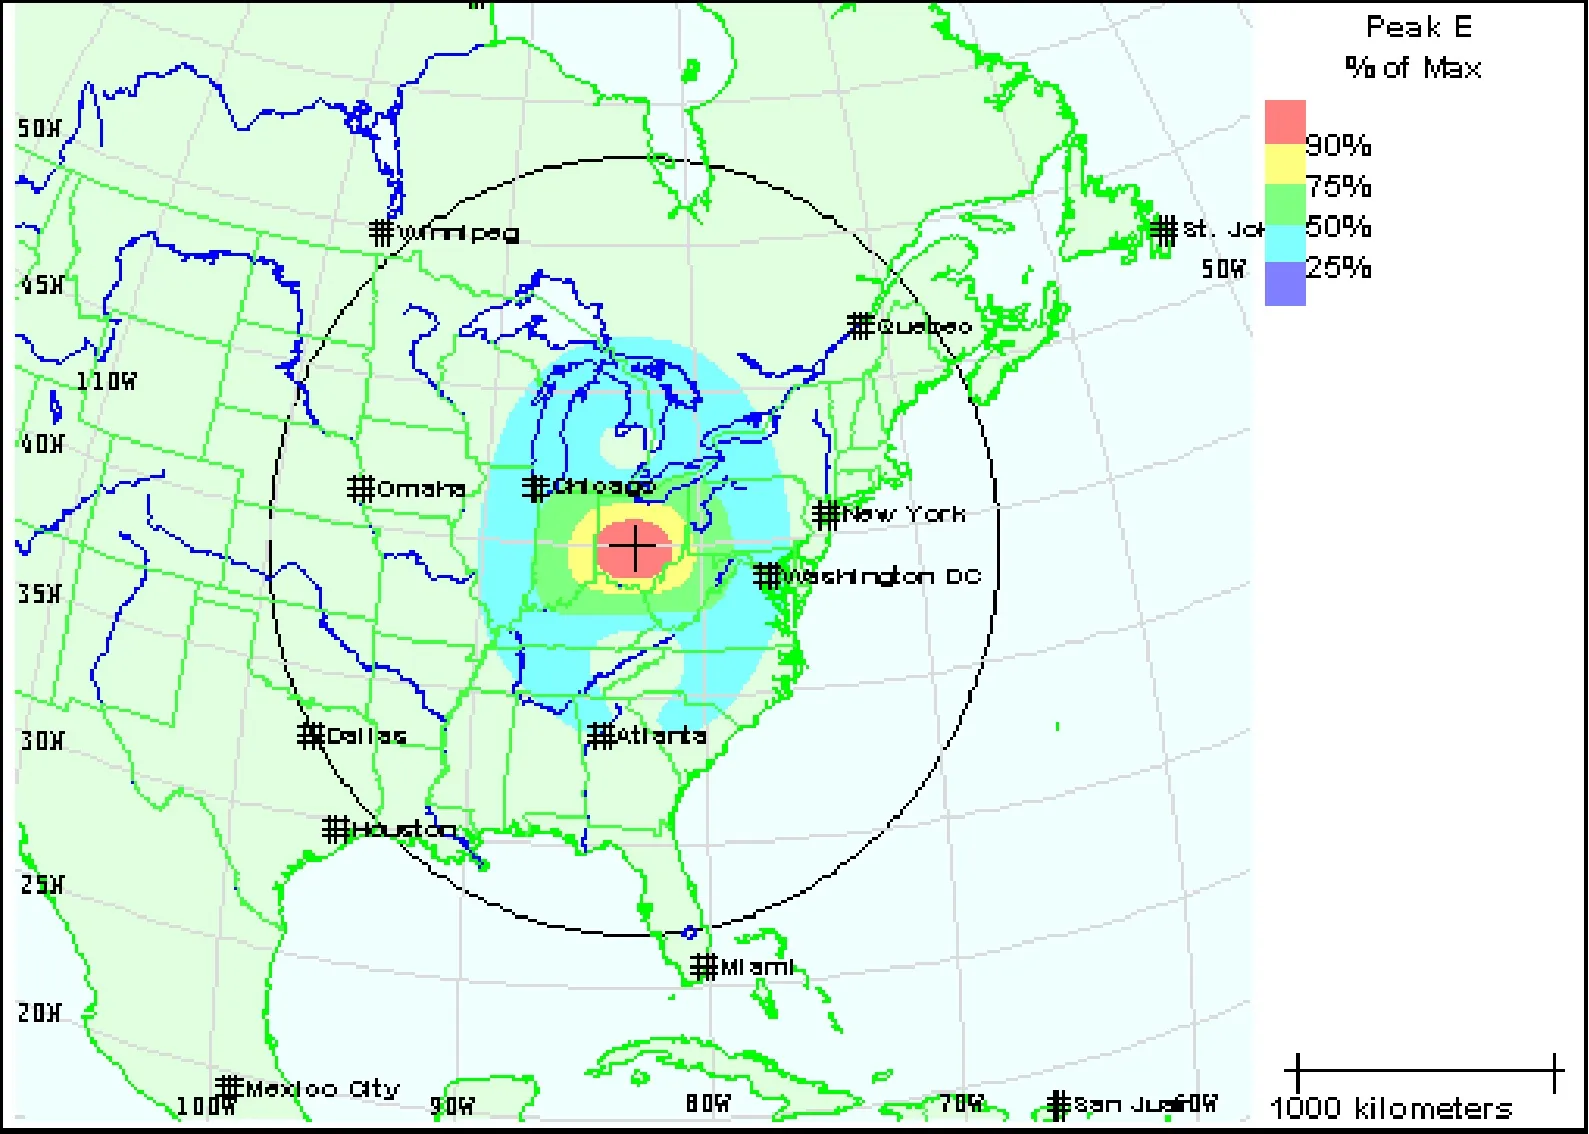 Peak E
% of Max
90%
75%
50%
25%
50N
Winnipeg
St. Joh
50W
45N
Quebec
110W
40N
Omaha
Chicago
New York
Washington DC
35N
30N
Dallas
Atlanta
Houston
25N
Miami
20N
Mexico City
100W
90W
80W
70W
San Juan
60W
1000 kilometers